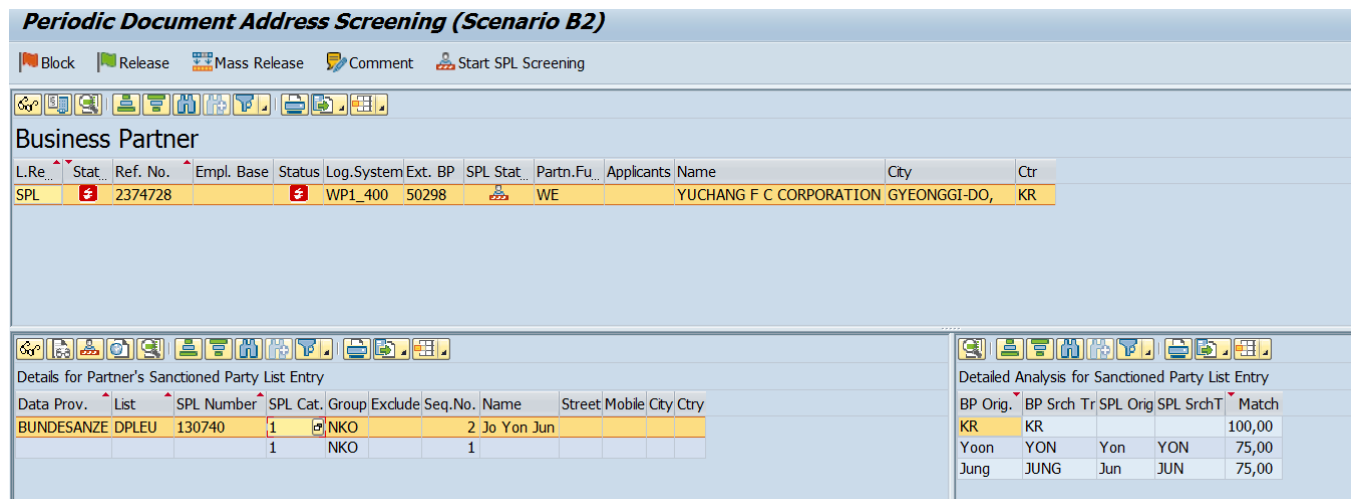 Periodic Document Address Screening (Scenario B2)
Block Release Mass Release Comment Start SPL Screening
Business Partner
L.Re... Stat... Ref. No. Empl. Base Status Log.System Ext. BP SPL Stat... Partn.Fu... Applicants Name City Ctr
SPL 2374728 WP1_400 50298 WE YUCHANG F C CORPORATION GYEONGGI-DO, KR
Details for Partner's Sanctioned Party List Entry
Data Prov. List SPL Number SPL Cat. Group Exclude Seq.No. Name Street Mobile City Ctry
BUNDESANZE DPLEU 130740 1 NKO 2 Jo Yon Jun
1 NKO 1
Detailed Analysis for Sanctioned Party List Entry
BP Orig. BP Srch Tr SPL Orig SPL SrchT Match
KR KR 100,00
Yoon YON Yon YON 75,00
Jung JUNG Jun JUN 75,00